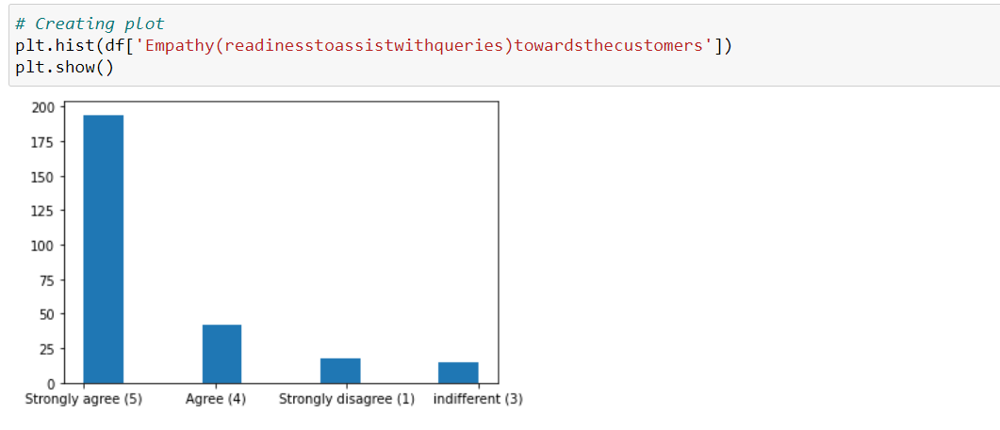 # Creating plot
plt.hist(df['Empathy(readinesstoassistwithqueries)towardsthecustomers'])
plt.show()
200
175
150
125
100
75
50
25
0
Strongly agree (5) Agree (4) Strongly disagree (1) indifferent (3)